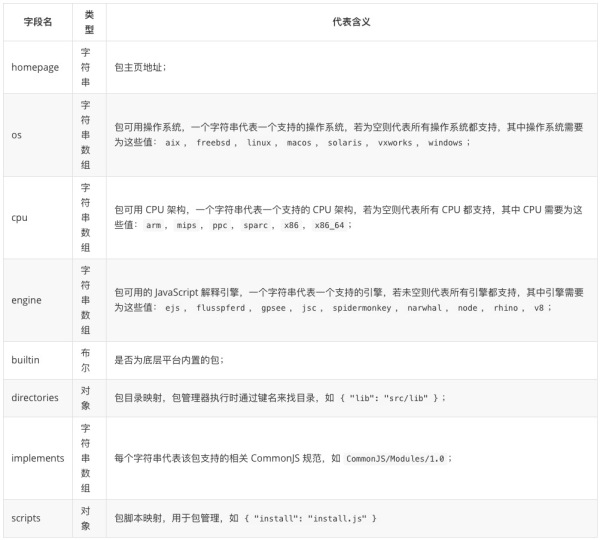 字段名 类型 代表含义
homepage 字符串 包主页地址；
os 字符串数组 包可用操作系统，一个字符串代表一个支持的操作系统，若为空则代表所有操作系统都支持，其中操作系统需要
为这些值： aix ， freebsd ， linux ， macos ， solaris ， vxworks ， windows ；
cpu 字符串数组 包可用 CPU 架构，一个字符串代表一个支持的 CPU 架构，若为空则代表所有 CPU 都支持，其中 CPU 需要为这
些值： arm ， mips ， ppc ， sparc ， x86 ， x86_64 ；
engine 字符串数组 包可用的 JavaScript 解释引擎，一个字符串代表一个支持的引擎，若未空则代表所有引擎都支持，其中引擎需要
为这些值： ejs ， flusspferd ， gpsee ， jsc ， spidermonkey ， narwhal ， node ， rhino ， v8 ；
builtin 布尔 是否为底层平台内置的包；
directories 对象 包目录映射，包管理器执行时通过键名来找目录，如 { "lib": "src/lib" } ；
implements 字符串数组 每个字符串代表该包支持的相关 CommonJS 规范，如 CommonJS/Modules/1.0 ；
scripts 对象 包脚本映射，用于包管理，如 { "install": "install.js" }